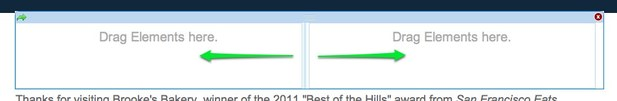 Drag Elements here. Drag Elements here.
Thanks for visiting Brooke's Bakery, winner of the 2011 "Best of the Hills" award from San Francisco Eats